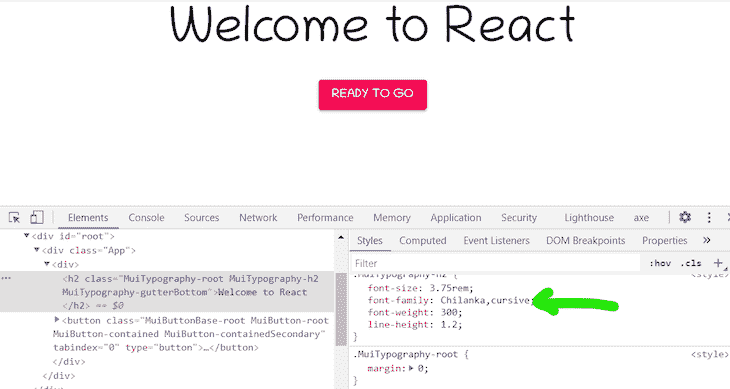 Welcome to React
READY TO GO
Elements Console Sources Network Performance Memory Application Security Lighthouse axe
<div id="root">
<div class="App">
<div>
<h2 class="MuiTypography-root MuiTypography-h2
MuiTypography-gutterBottom">Welcome to React
</h2> == $0
<button class="MuiButtonBase-root MuiButton-root
MuiButton-contained MuiButton-containedSecondary"
tabindex="0" type="button">…</button>
</div>
</div>
</div>
Styles Computed Event Listeners DOM Breakpoints Properties »
Filter :hov .cls +
.MuiTypography-h2 { <style>
font-size: 3.75rem;
font-family: Chilanka,cursive;
font-weight: 300;
line-height: 1.2;
}
.MuiTypography-root { <style>
margin: 0;
}